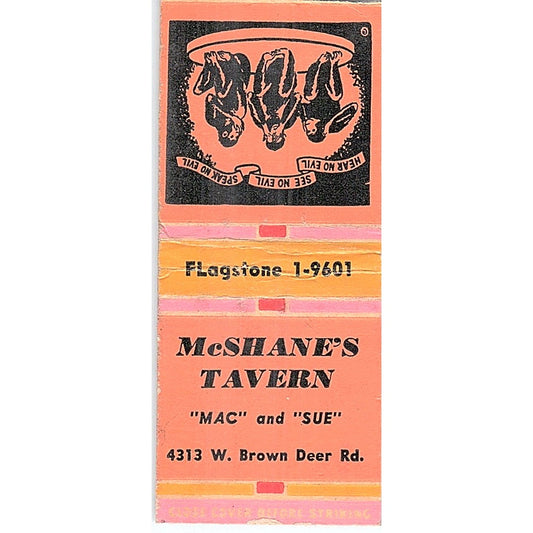 HEAR NO EVIL
SEE NO EVIL
SPEAK NO EVIL
FLagstone 1-9601
McSHANE'S
TAVERN
"MAC" and "SUE"
4313 W. Brown Deer Rd.
CLOSE COVER BEFORE STRIKING